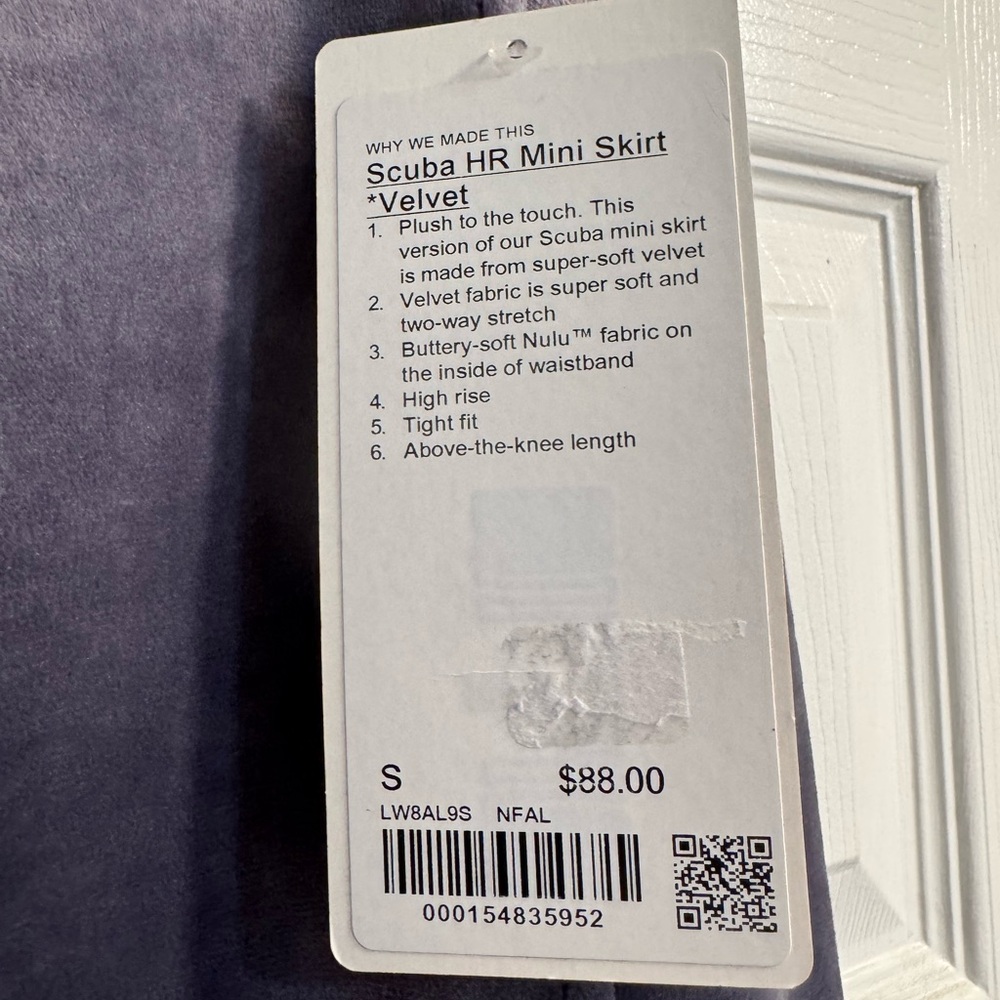 WHY WE MADE THIS
Scuba HR Mini Skirt
*Velvet
1. Plush to the touch. This
version of our Scuba mini skirt
is made from super-soft velvet
2. Velvet fabric is super soft and
two-way stretch
3. Buttery-soft Nulu™ fabric on
the inside of waistband
4. High rise
5. Tight fit
6. Above-the-knee length
S $88.00
LW8AL9S NFAL
000154835952